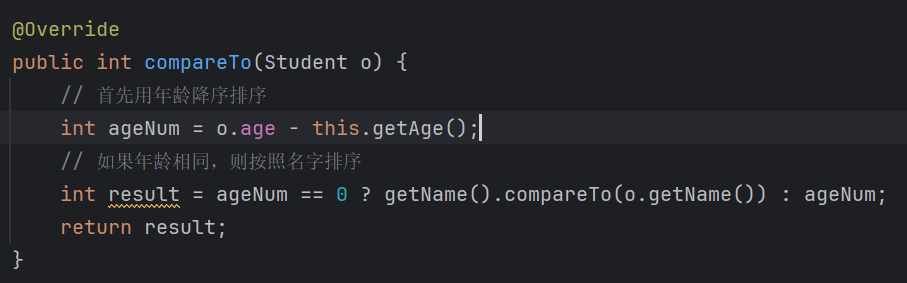 @Override
public int compareTo(Student o) {
// 首先用年龄降序排序
int ageNum = o.age - this.getAge();
// 如果年龄相同，则按照名字排序
int result = ageNum == 0 ? getName().compareTo(o.getName()) : ageNum;
return result;
}